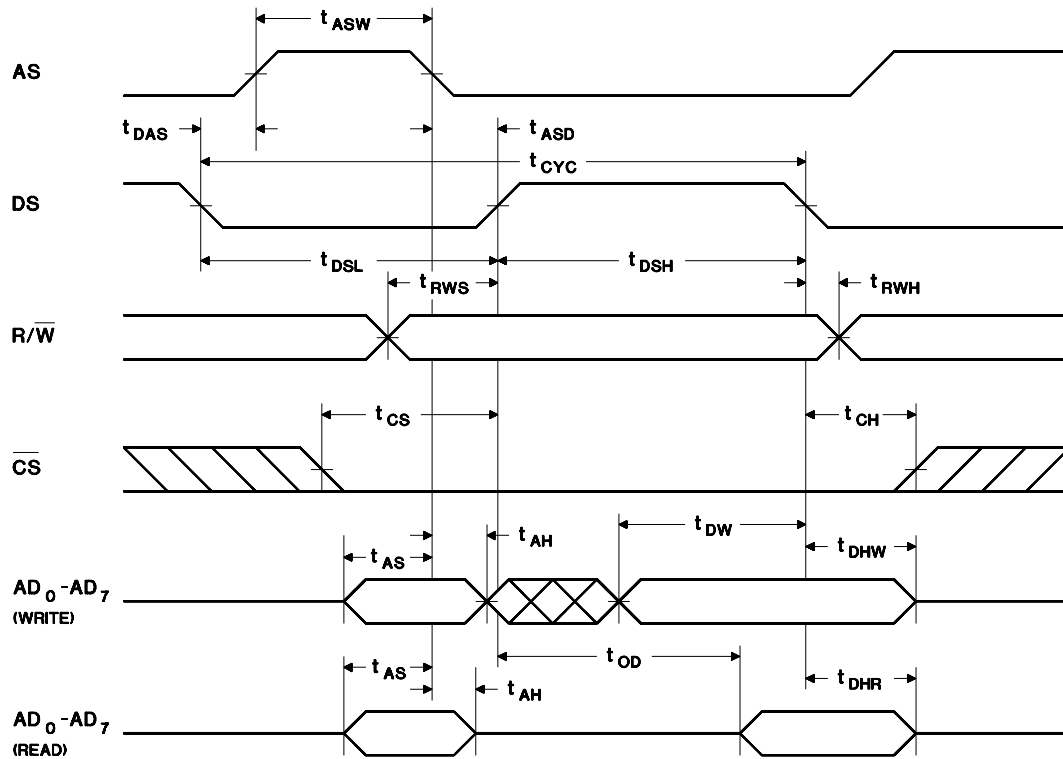 t ASW
AS
t DAS
t ASD
t CYC
DS
t DSL
t DSH
t RWS
t RWH
R/W̅
t CS
t CH
C̅S̅
t DW
t AH
t DHW
t AS
AD 0 -AD 7
(WRITE)
t OD
t AS
t AH
t DHR
AD 0 -AD 7
(READ)